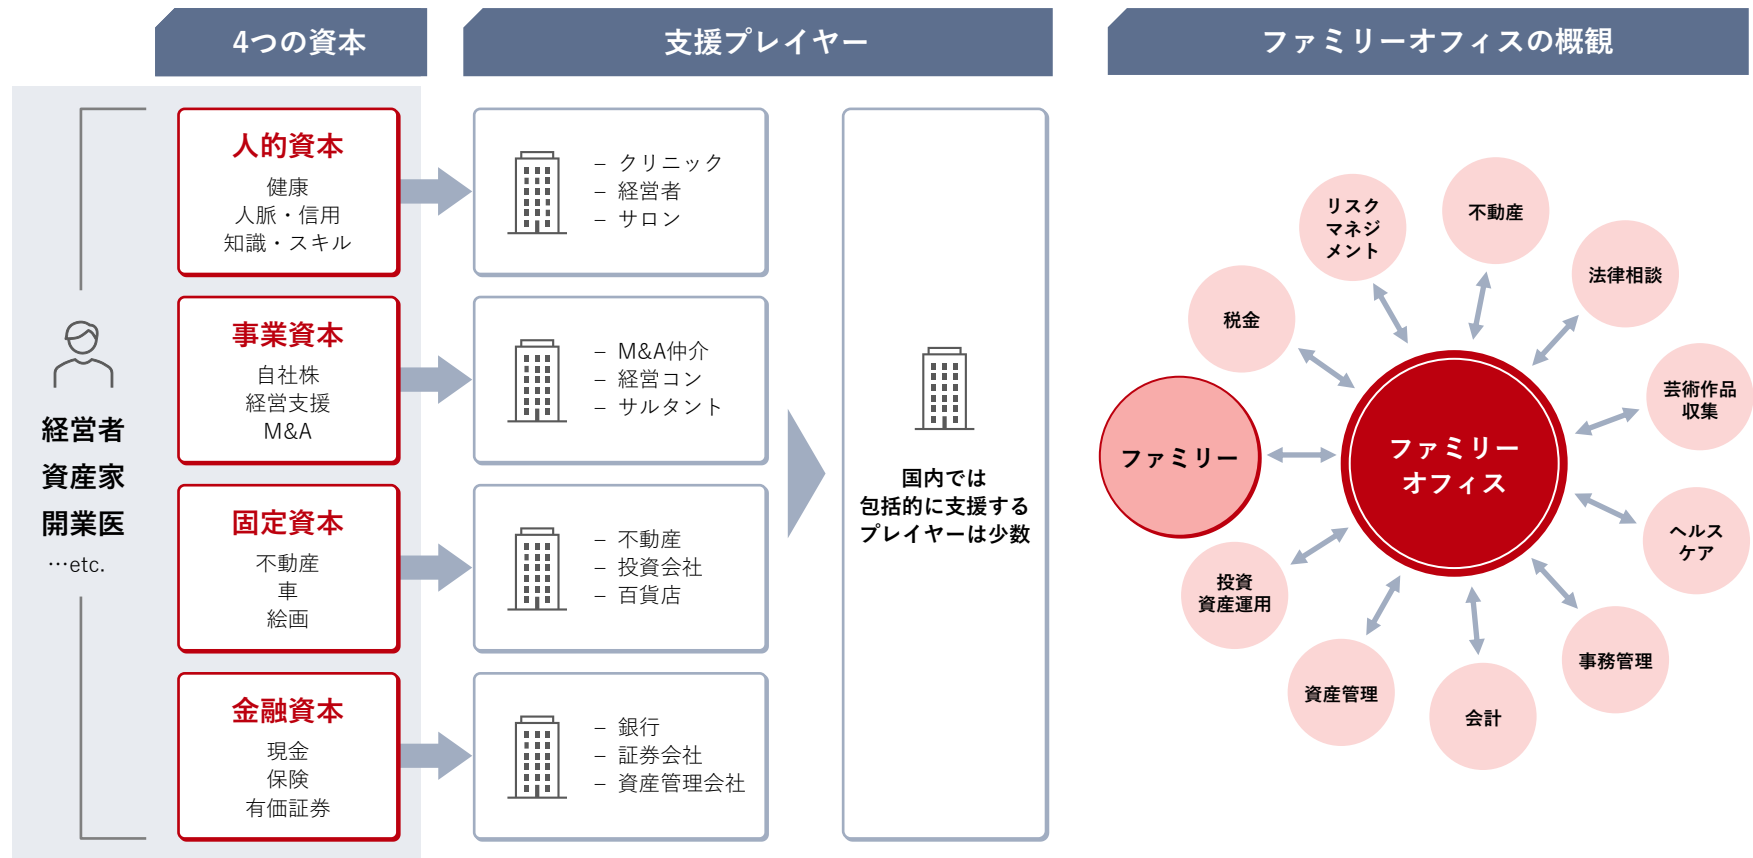 4つの資本
支援プレイヤー
ファミリーオフィスの概観
経営者
資産家
開業医
…etc.
人的資本
健康
人脈・信用
知識・スキル
事業資本
自社株
経営支援
M&A
固定資本
不動産
車
絵画
金融資本
現金
保険
有価証券
– クリニック
– 経営者
– サロン
– M&A仲介
– 経営コン
– サルタント
– 不動産
– 投資会社
– 百貨店
– 銀行
– 証券会社
– 資産管理会社
国内では
包括的に支援する
プレイヤーは少数
ファミリー
オフィス
ファミリー
税金
リスク
マネジ
メント
不動産
法律相談
芸術作品
収集
ヘルス
ケア
事務管理
会計
資産管理
投資
資産運用